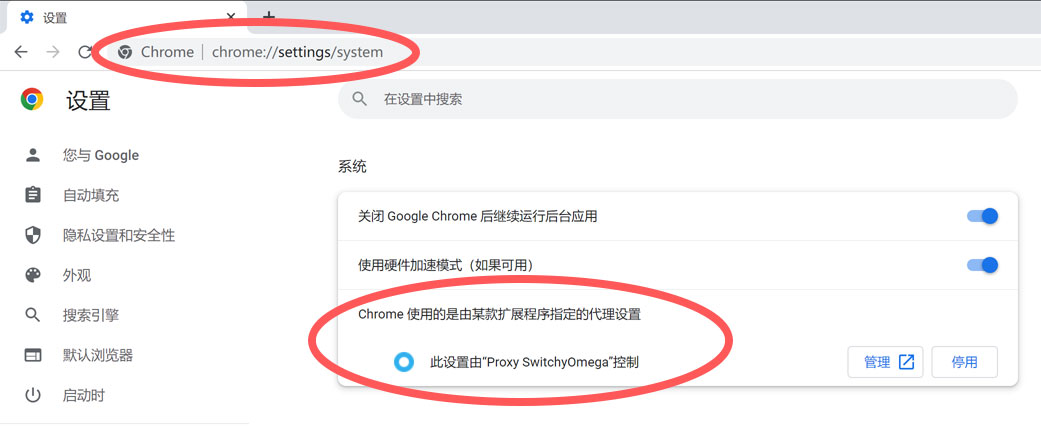 设置
Chrome | chrome://settings/system
设置
在设置中搜索
您与 Google
自动填充
隐私设置和安全性
外观
搜索引擎
默认浏览器
启动时
系统
关闭 Google Chrome 后继续运行后台应用
使用硬件加速模式（如果可用）
Chrome 使用的是由某款扩展程序指定的代理设置
此设置由“Proxy SwitchyOmega”控制
管理
停用